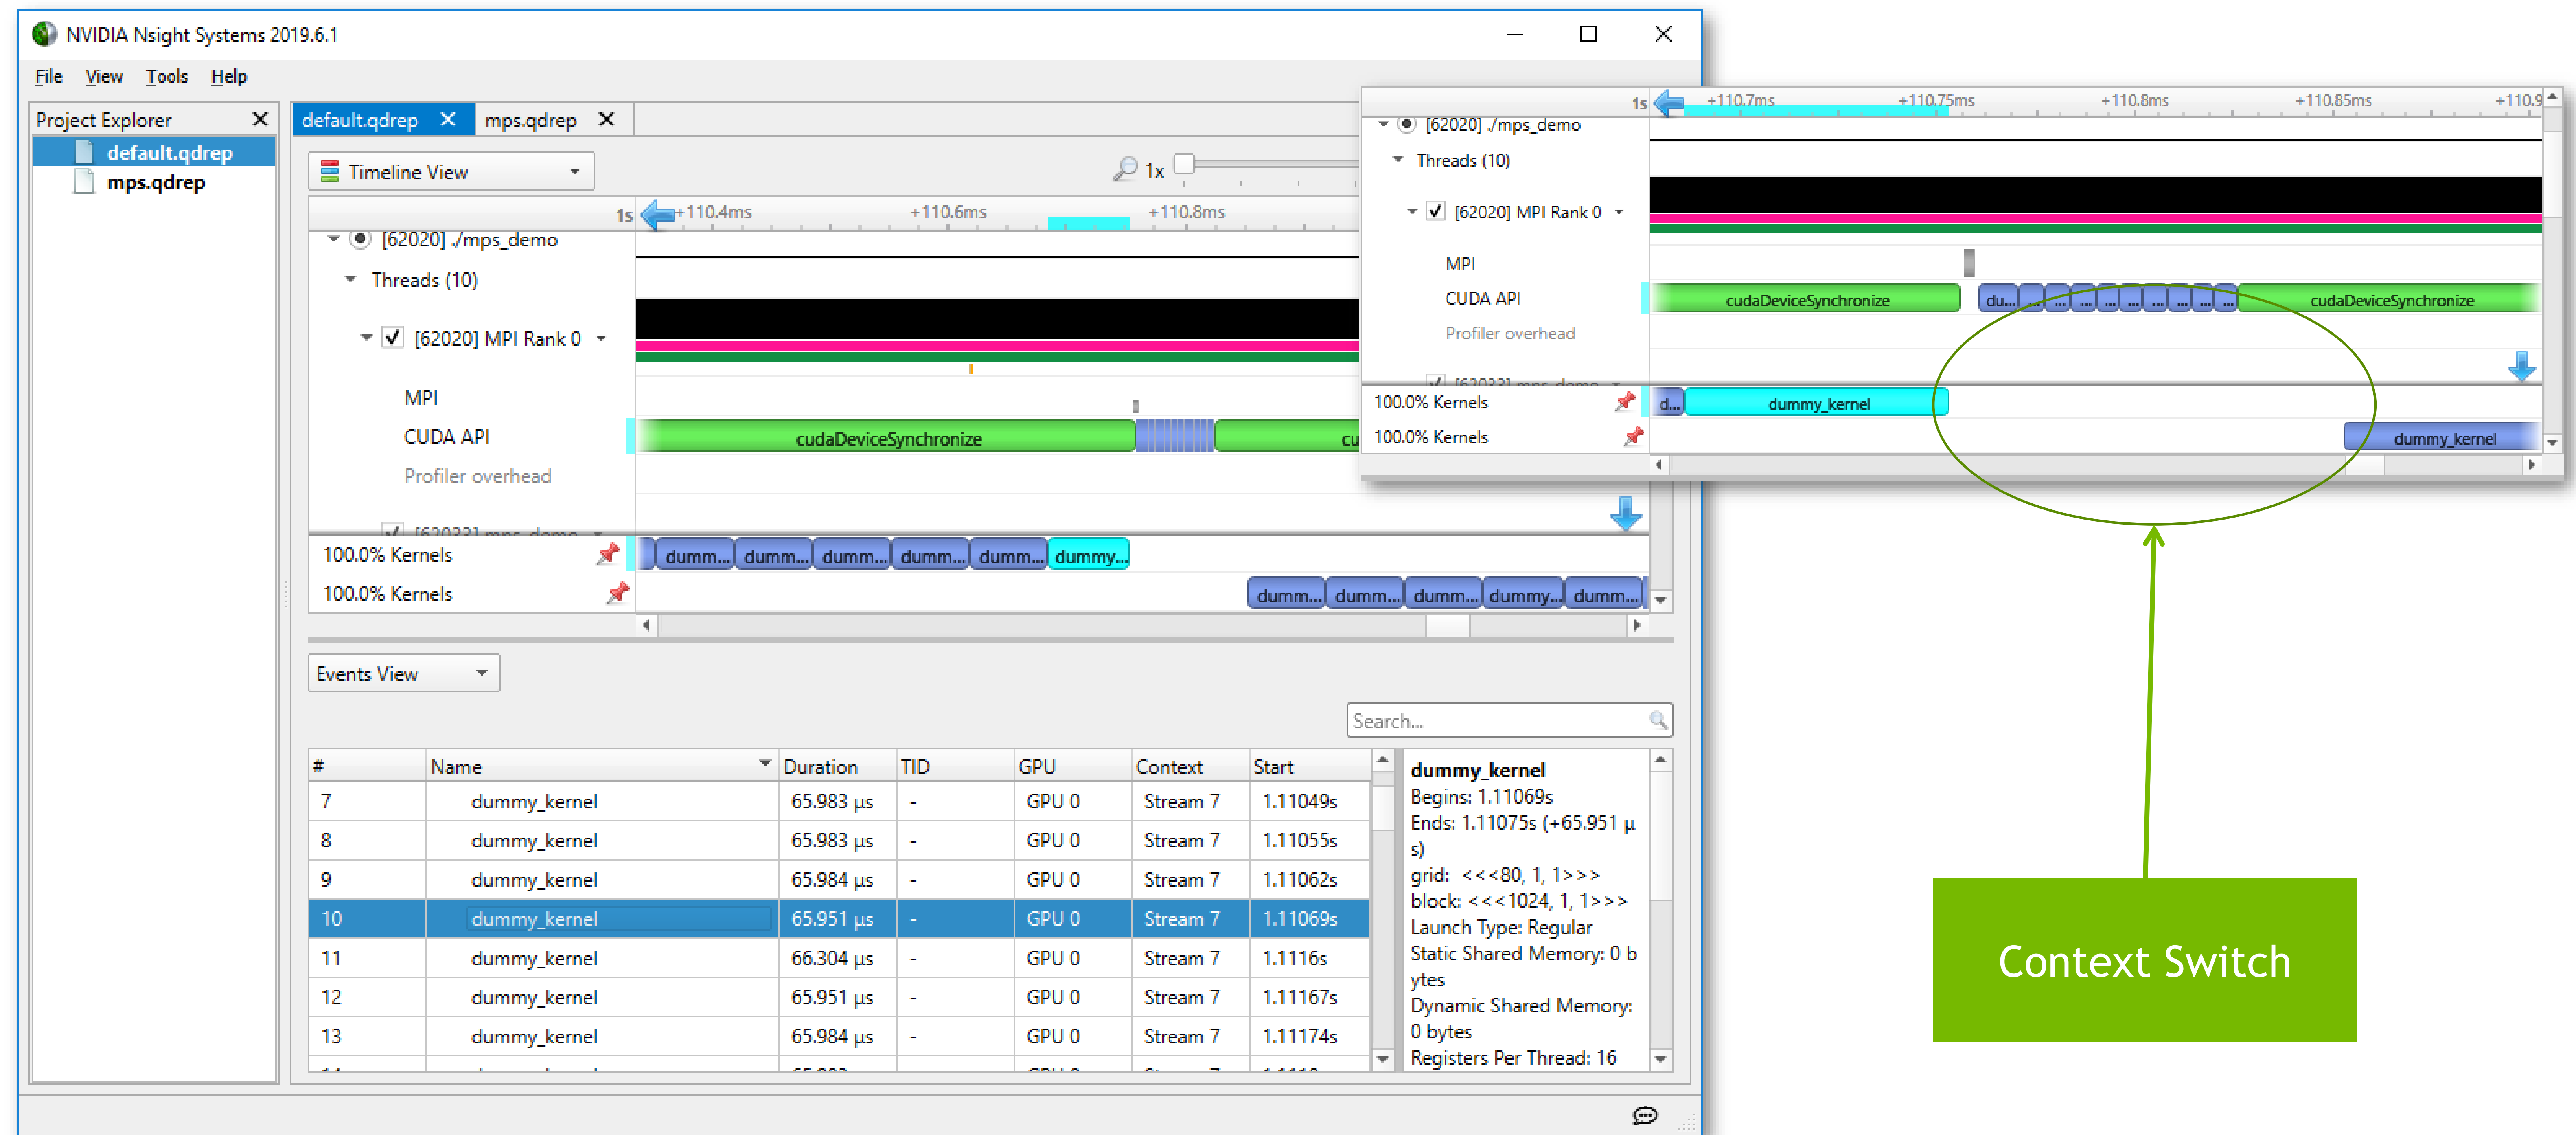 NVIDIA Nsight Systems 2019.6.1
File View Tools Help
Project Explorer
default.qdrep
mps.qdrep
default.qdrep mps.qdrep
Timeline View
1x
1s +110.4ms +110.6ms +110.8ms
[62020] ./mps_demo
Threads (10)
[62020] MPI Rank 0
MPI
CUDA API
cudaDeviceSynchronize cu
Profiler overhead
[62033] mps_demo
100.0% Kernels
dumm... dumm... dumm... dumm... dumm... dummy...
100.0% Kernels
dumm... dumm... dumm... dummy... dumm...
1s +110.7ms +110.75ms +110.8ms +110.85ms +110.9
[62020] ./mps_demo
Threads (10)
[62020] MPI Rank 0
MPI
CUDA API
cudaDeviceSynchronize du... ... ... ... ... ... ... ... ... ... cudaDeviceSynchronize
Profiler overhead
[62033] mps_demo
100.0% Kernels
d... dummy_kernel
100.0% Kernels
dummy_kernel
Events View
Search...
# Name Duration TID GPU Context Start
7 dummy_kernel 65.983 µs - GPU 0 Stream 7 1.11049s
8 dummy_kernel 65.983 µs - GPU 0 Stream 7 1.11055s
9 dummy_kernel 65.984 µs - GPU 0 Stream 7 1.11062s
10 dummy_kernel 65.951 µs - GPU 0 Stream 7 1.11069s
11 dummy_kernel 66.304 µs - GPU 0 Stream 7 1.1116s
12 dummy_kernel 65.951 µs - GPU 0 Stream 7 1.11167s
13 dummy_kernel 65.984 µs - GPU 0 Stream 7 1.11174s
dummy_kernel
Begins: 1.11069s
Ends: 1.11075s (+65.951 µ
s)
grid: <<<80, 1, 1>>>
block: <<<1024, 1, 1>>>
Launch Type: Regular
Static Shared Memory: 0 b
ytes
Dynamic Shared Memory:
0 bytes
Registers Per Thread: 16
Context Switch